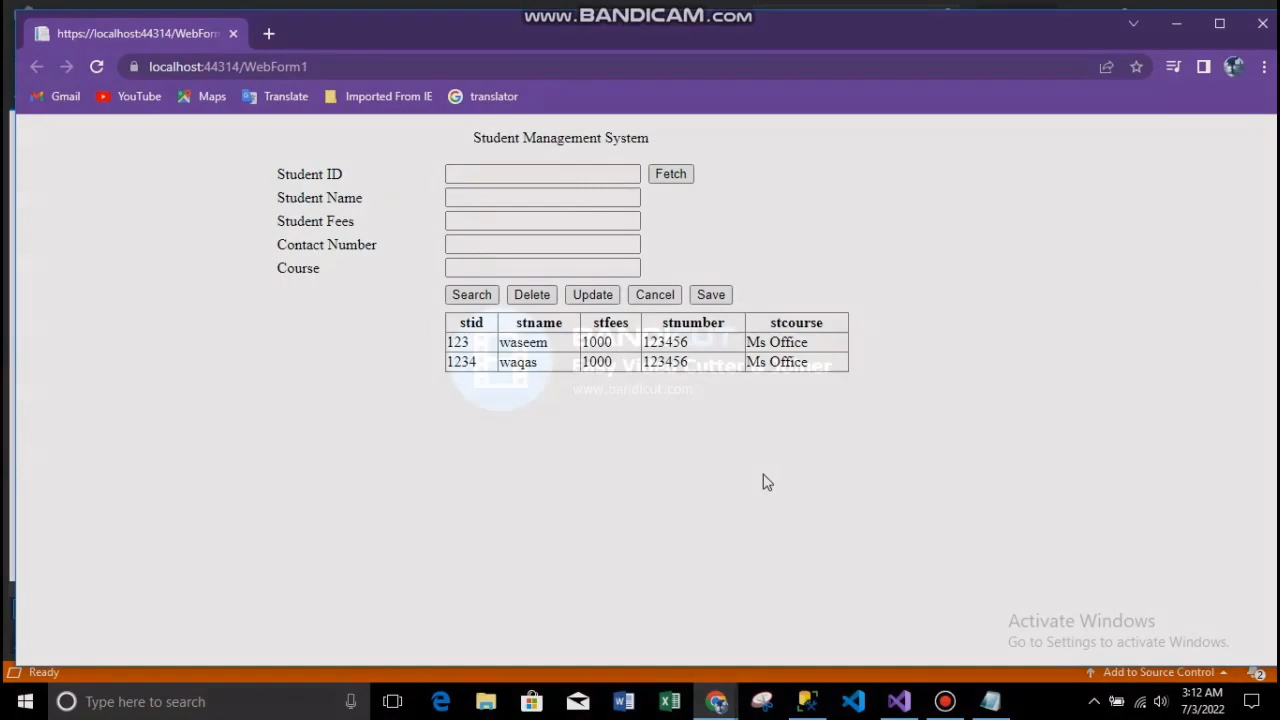 www.BANDICAM.com
https://localhost:44314/WebForm
localhost:44314/WebForm1
Gmail YouTube Maps Translate Imported From IE translator
Student Management System
Student ID Fetch
Student Name
Student Fees
Contact Number
Course
Search Delete Update Cancel Save
stid stname stfees stnumber stcourse
123 waseem 1000 123456 Ms Office
1234 waqas 1000 123456 Ms Office
www.bandicut.com
Activate Windows
Go to Settings to activate Windows.
Ready Add to Source Control 2
Type here to search 3:12 AM
7/3/2022